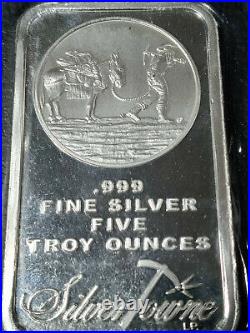 .999
FINE SILVER
FIVE
TROY OUNCES
SilverTowne
LP